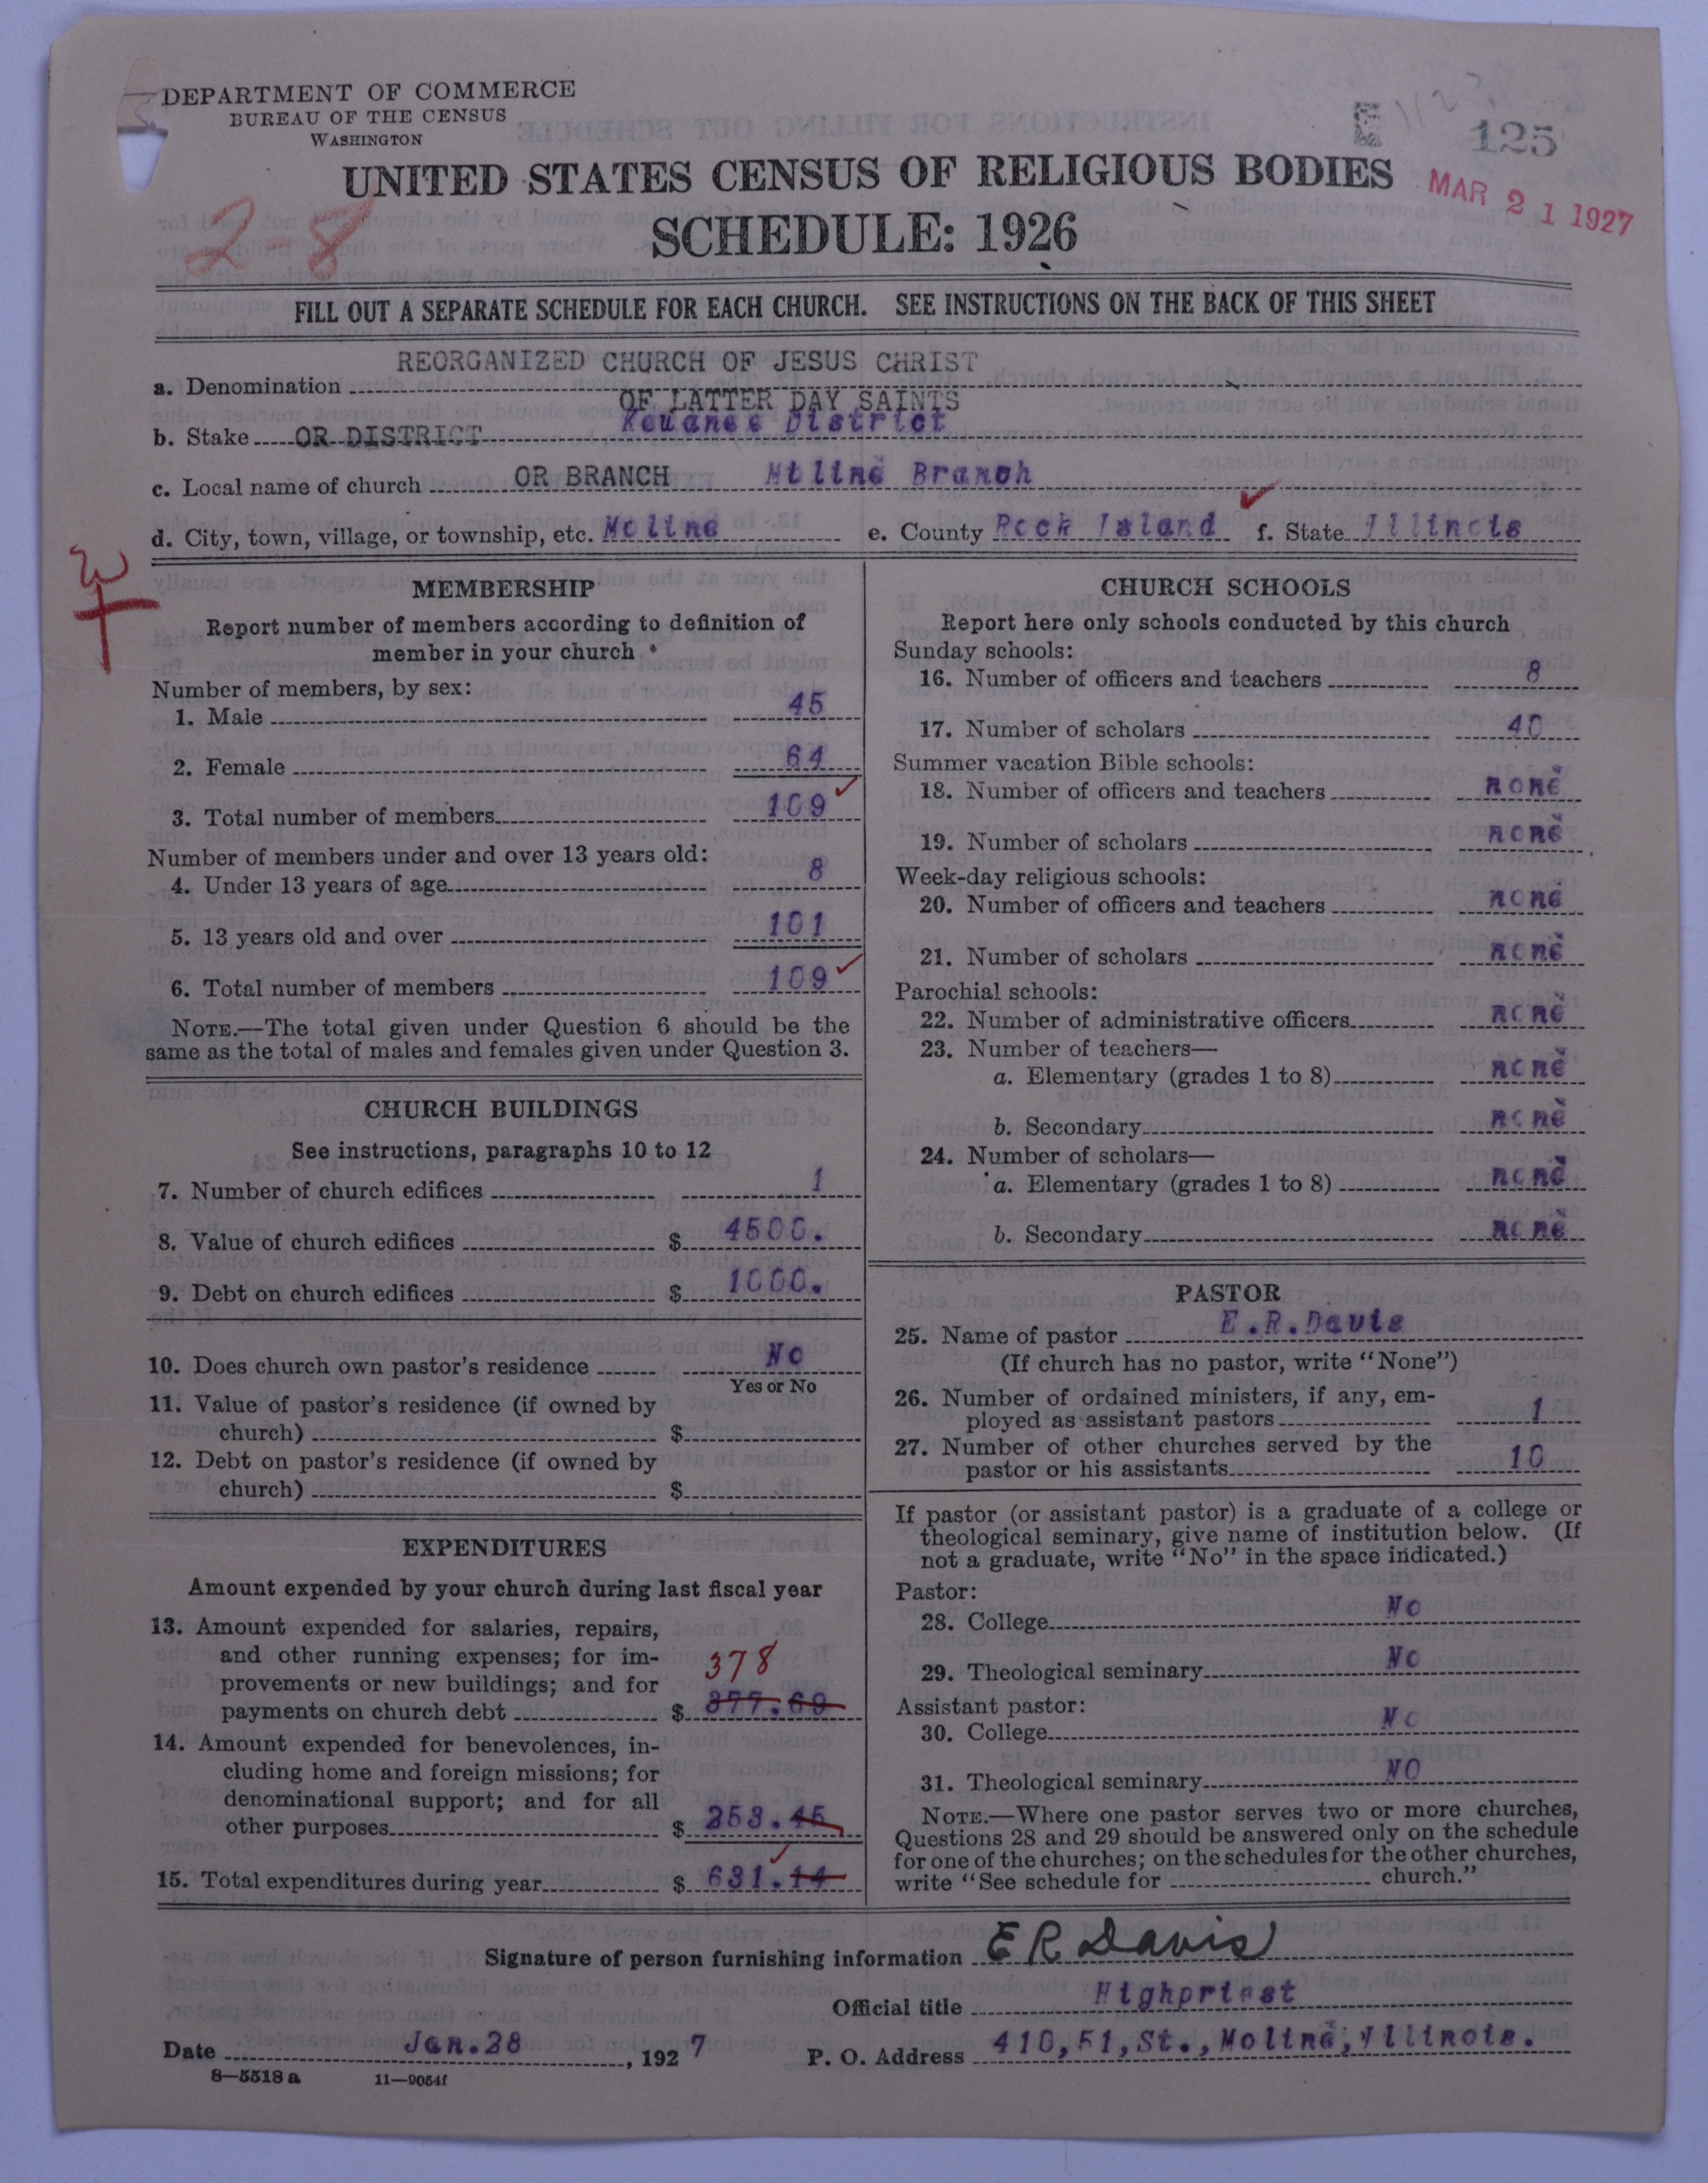 DEPARTMENT OF COMMERCE
BUREAU OF THE CENSUS
WASHINGTON
125
UNITED STATES CENSUS OF RELIGIOUS BODIES
MAR 21 1927
2-8
SCHEDULE: 1926
FILL OUT A SEPARATE SCHEDULE FOR EACH CHURCH. SEE INSTRUCTIONS ON THE BACK OF THIS SHEET
REORGANIZED CHURCH OF JESUS CHRIST
a. Denomination
OF LATTER DAY SAINTS
b. Stake OR DISTRICT Kewanee District
c. Local name of church OR BRANCH Moline Branch
d. City, town, village, or township, etc. Moline e. County Rock Island f. State Illinois
MEMBERSHIP
Report number of members according to definition of
member in your church
Number of members, by sex:
1. Male 45
2. Female 64
3. Total number of members 109
Number of members under and over 13 years old:
4. Under 13 years of age 8
5. 13 years old and over 101
6. Total number of members 109
NOTE.—The total given under Question 6 should be the
same as the total of males and females given under Question 3.
CHURCH BUILDINGS
See instructions, paragraphs 10 to 12
7. Number of church edifices 1
8. Value of church edifices $ 4500.
9. Debt on church edifices $ 1000.
10. Does church own pastor's residence No
Yes or No
11. Value of pastor's residence (if owned by
church) $
12. Debt on pastor's residence (if owned by
church) $
EXPENDITURES
Amount expended by your church during last fiscal year
13. Amount expended for salaries, repairs,
and other running expenses; for im-
378
provements or new buildings; and for
payments on church debt $ 377.69
14. Amount expended for benevolences, in-
cluding home and foreign missions; for
denominational support; and for all
other purposes $ 253.45
15. Total expenditures during year $ 631.14
CHURCH SCHOOLS
Report here only schools conducted by this church
Sunday schools:
16. Number of officers and teachers 8
17. Number of scholars 40
Summer vacation Bible schools:
18. Number of officers and teachers none
19. Number of scholars none
Week-day religious schools:
20. Number of officers and teachers none
21. Number of scholars none
Parochial schools:
22. Number of administrative officers none
23. Number of teachers—
a. Elementary (grades 1 to 8) none
b. Secondary none
24. Number of scholars—
a. Elementary (grades 1 to 8) none
b. Secondary none
PASTOR
25. Name of pastor E.R.Davis
(If church has no pastor, write "None")
26. Number of ordained ministers, if any, em-
ployed as assistant pastors 1
27. Number of other churches served by the
pastor or his assistants 10
If pastor (or assistant pastor) is a graduate of a college or
theological seminary, give name of institution below. (If
not a graduate, write "No" in the space indicated.)
Pastor:
28. College No
29. Theological seminary No
Assistant pastor:
30. College No
31. Theological seminary NO
NOTE.—Where one pastor serves two or more churches,
Questions 28 and 29 should be answered only on the schedule
for one of the churches; on the schedules for the other churches,
write "See schedule for church."
Signature of person furnishing information E R Davis
Official title Highpriest
Date Jan.28, 1927 P. O. Address 410,51,St.,Moline,Illinois.
8—5518 a 11—9054f